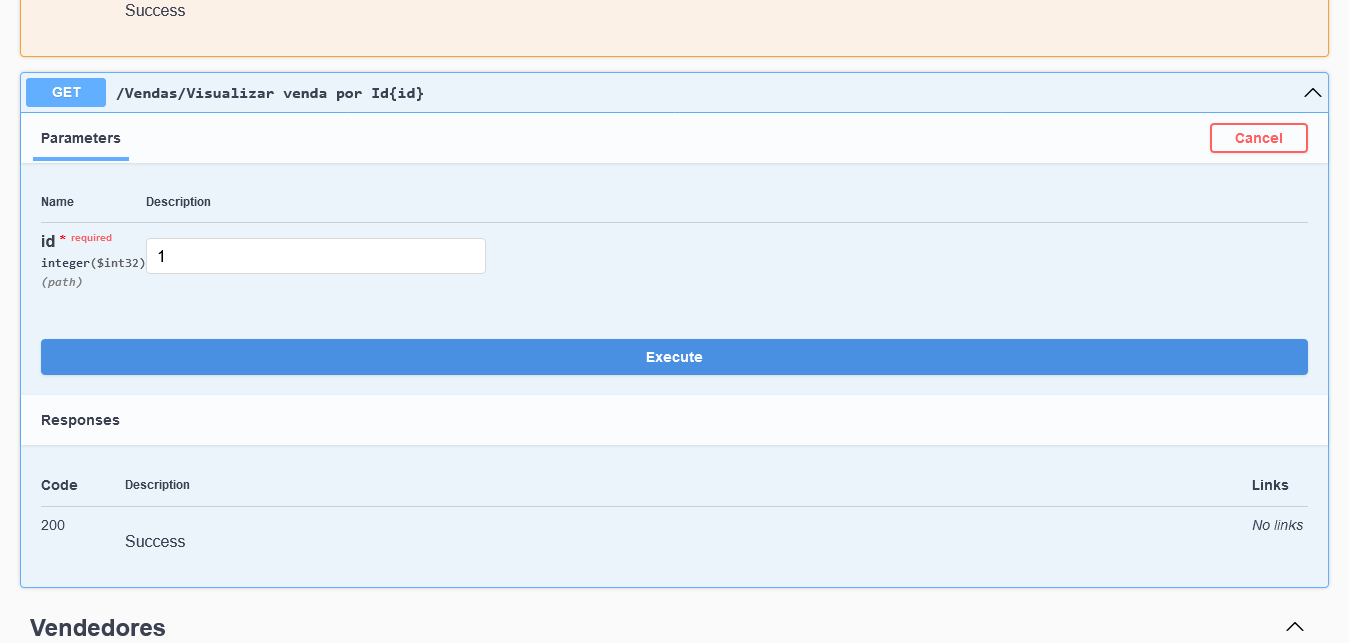 Success
GET /Vendas/Visualizar venda por Id{id}
Parameters
Cancel
Name Description
id * required
integer($int32)
(path)
1
Execute
Responses
Code Description Links
200 No links
Success
Vendedores